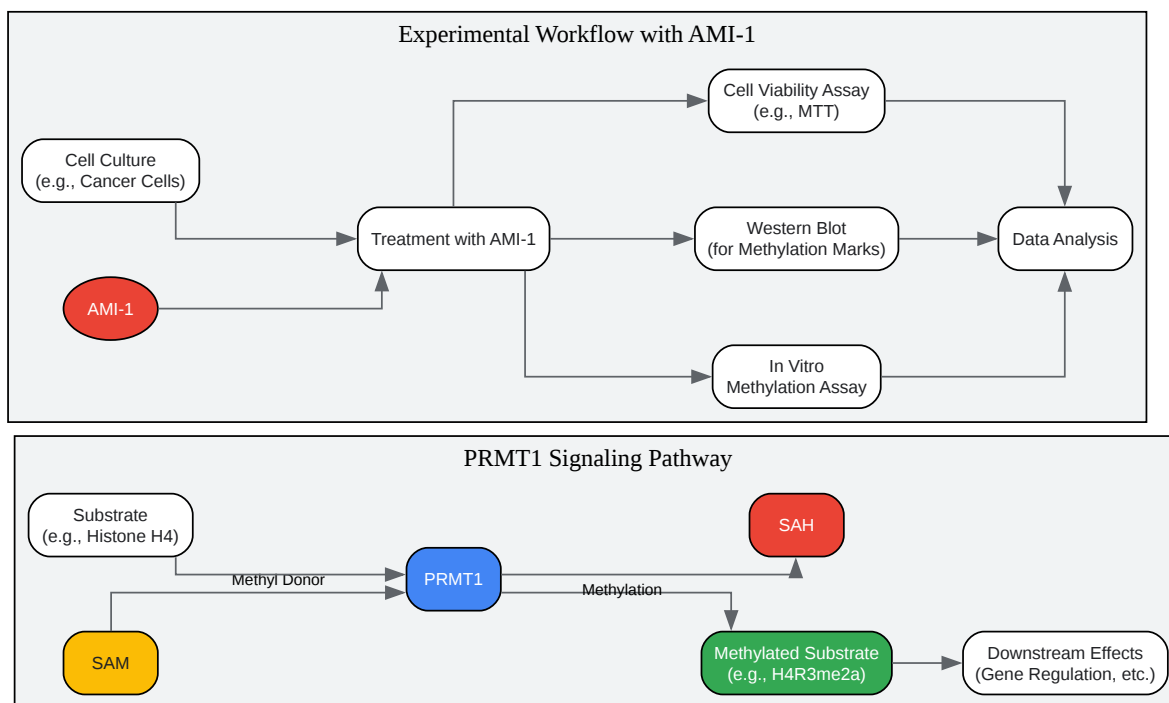 Experimental Workflow with AMI-1
Cell Viability Assay
(e.g., MTT)
Cell Culture
(e.g., Cancer Cells)
Treatment with AMI-1
Western Blot
(for Methylation Marks)
Data Analysis
AMI-1
In Vitro
Methylation Assay
PRMT1 Signaling Pathway
Substrate
(e.g., Histone H4)
SAH
Methyl Donor
PRMT1
Methylation
SAM
Methylated Substrate
(e.g., H4R3me2a)
Downstream Effects
(Gene Regulation, etc.)